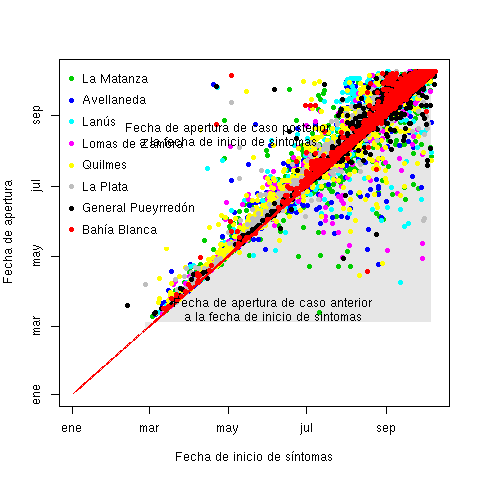 La Matanza
Avellaneda
Lanús
Fecha de apertura de caso posterior
Lomas de Zamora
a la fecha de inicio de síntomas
Quilmes
La Plata
General Pueyrredón
Bahía Blanca
Fecha de apertura de caso anterior
a la fecha de inicio de síntomas
Fecha de apertura
ene
mar
may
jul
sep
ene
mar
may
jul
sep
Fecha de inicio de síntomas